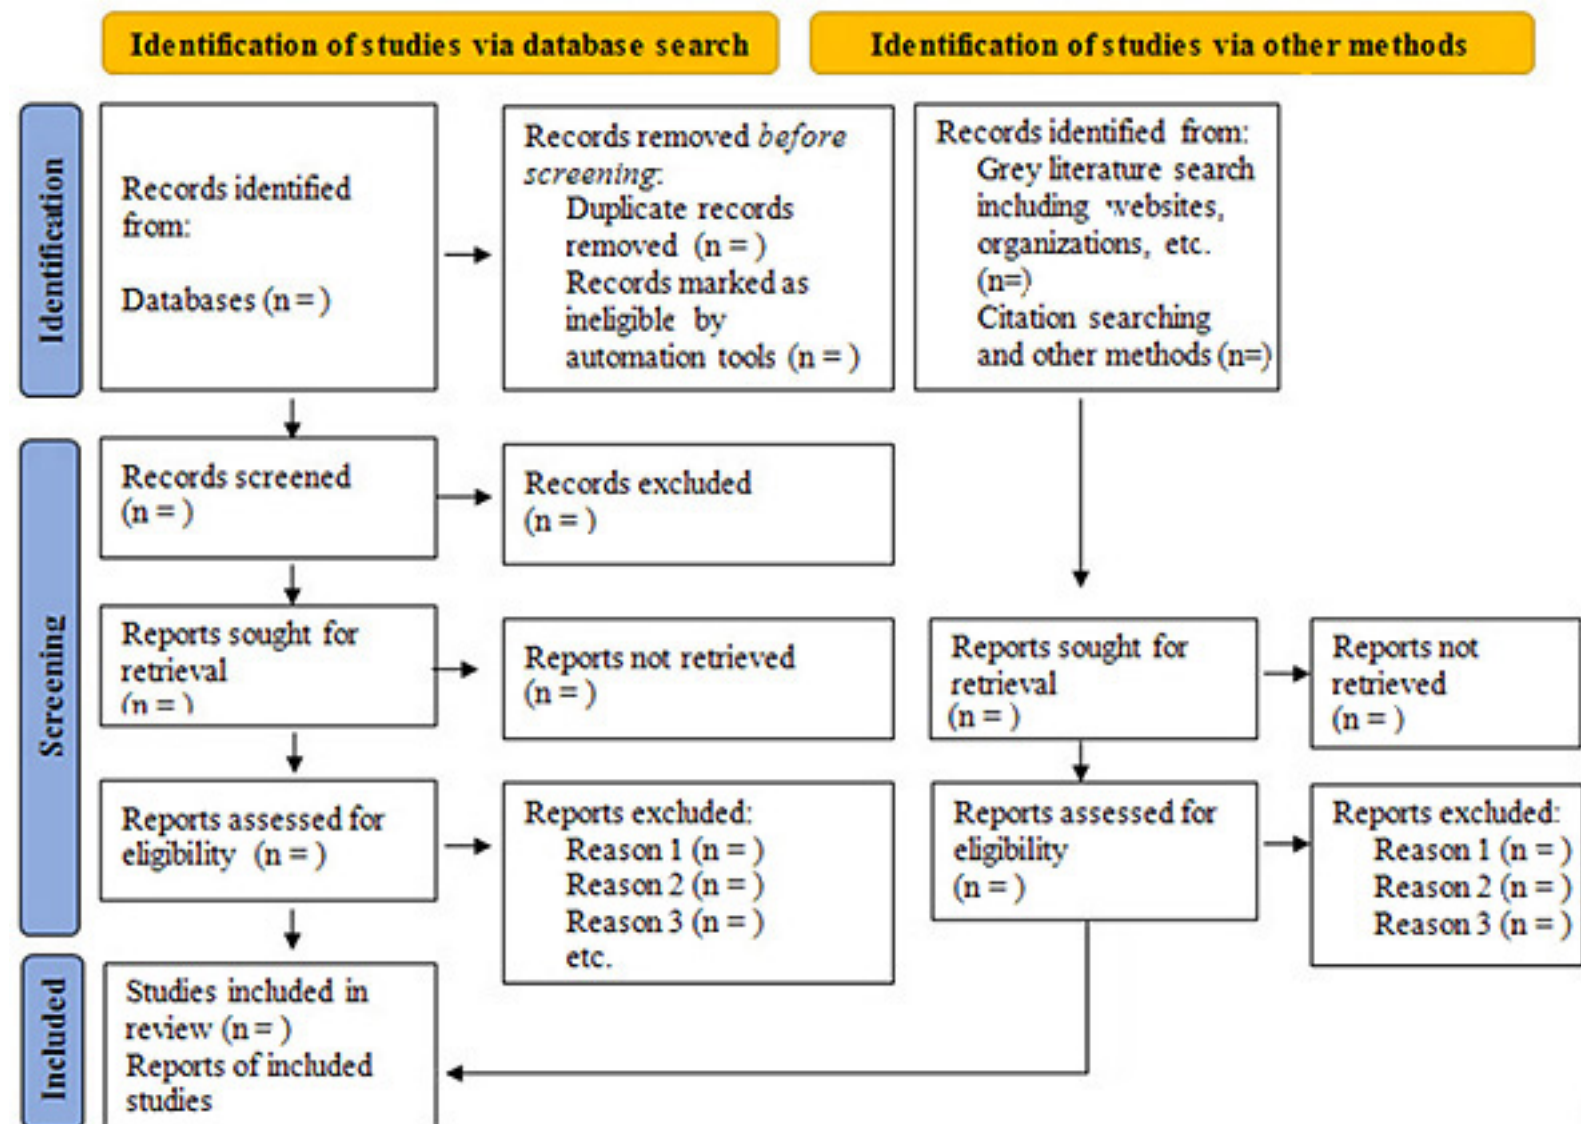 Identification of studies via database search
Identification of studies via other methods
Identification
Records identified
from:
Databases (n = )
Records removed before
screening:
Duplicate records
removed (n = )
Records marked as
ineligible by
automation tools (n = )
Records identified from:
Grey literature search
including websites,
organizations, etc.
(n=)
Citation searching
and other methods (n=)
Screening
Records screened
(n = )
Records excluded
(n = )
Reports sought for
retrieval
(n = )
Reports not retrieved
(n = )
Reports sought for
retrieval
(n = )
Reports not
retrieved
(n = )
Reports assessed for
eligibility (n = )
Reports excluded:
Reason 1 (n = )
Reason 2 (n = )
Reason 3 (n = )
etc.
Reports assessed for
eligibility
(n = )
Reports excluded:
Reason 1 (n = )
Reason 2 (n = )
Reason 3 (n = )
Included
Studies included in
review (n = )
Reports of included
studies